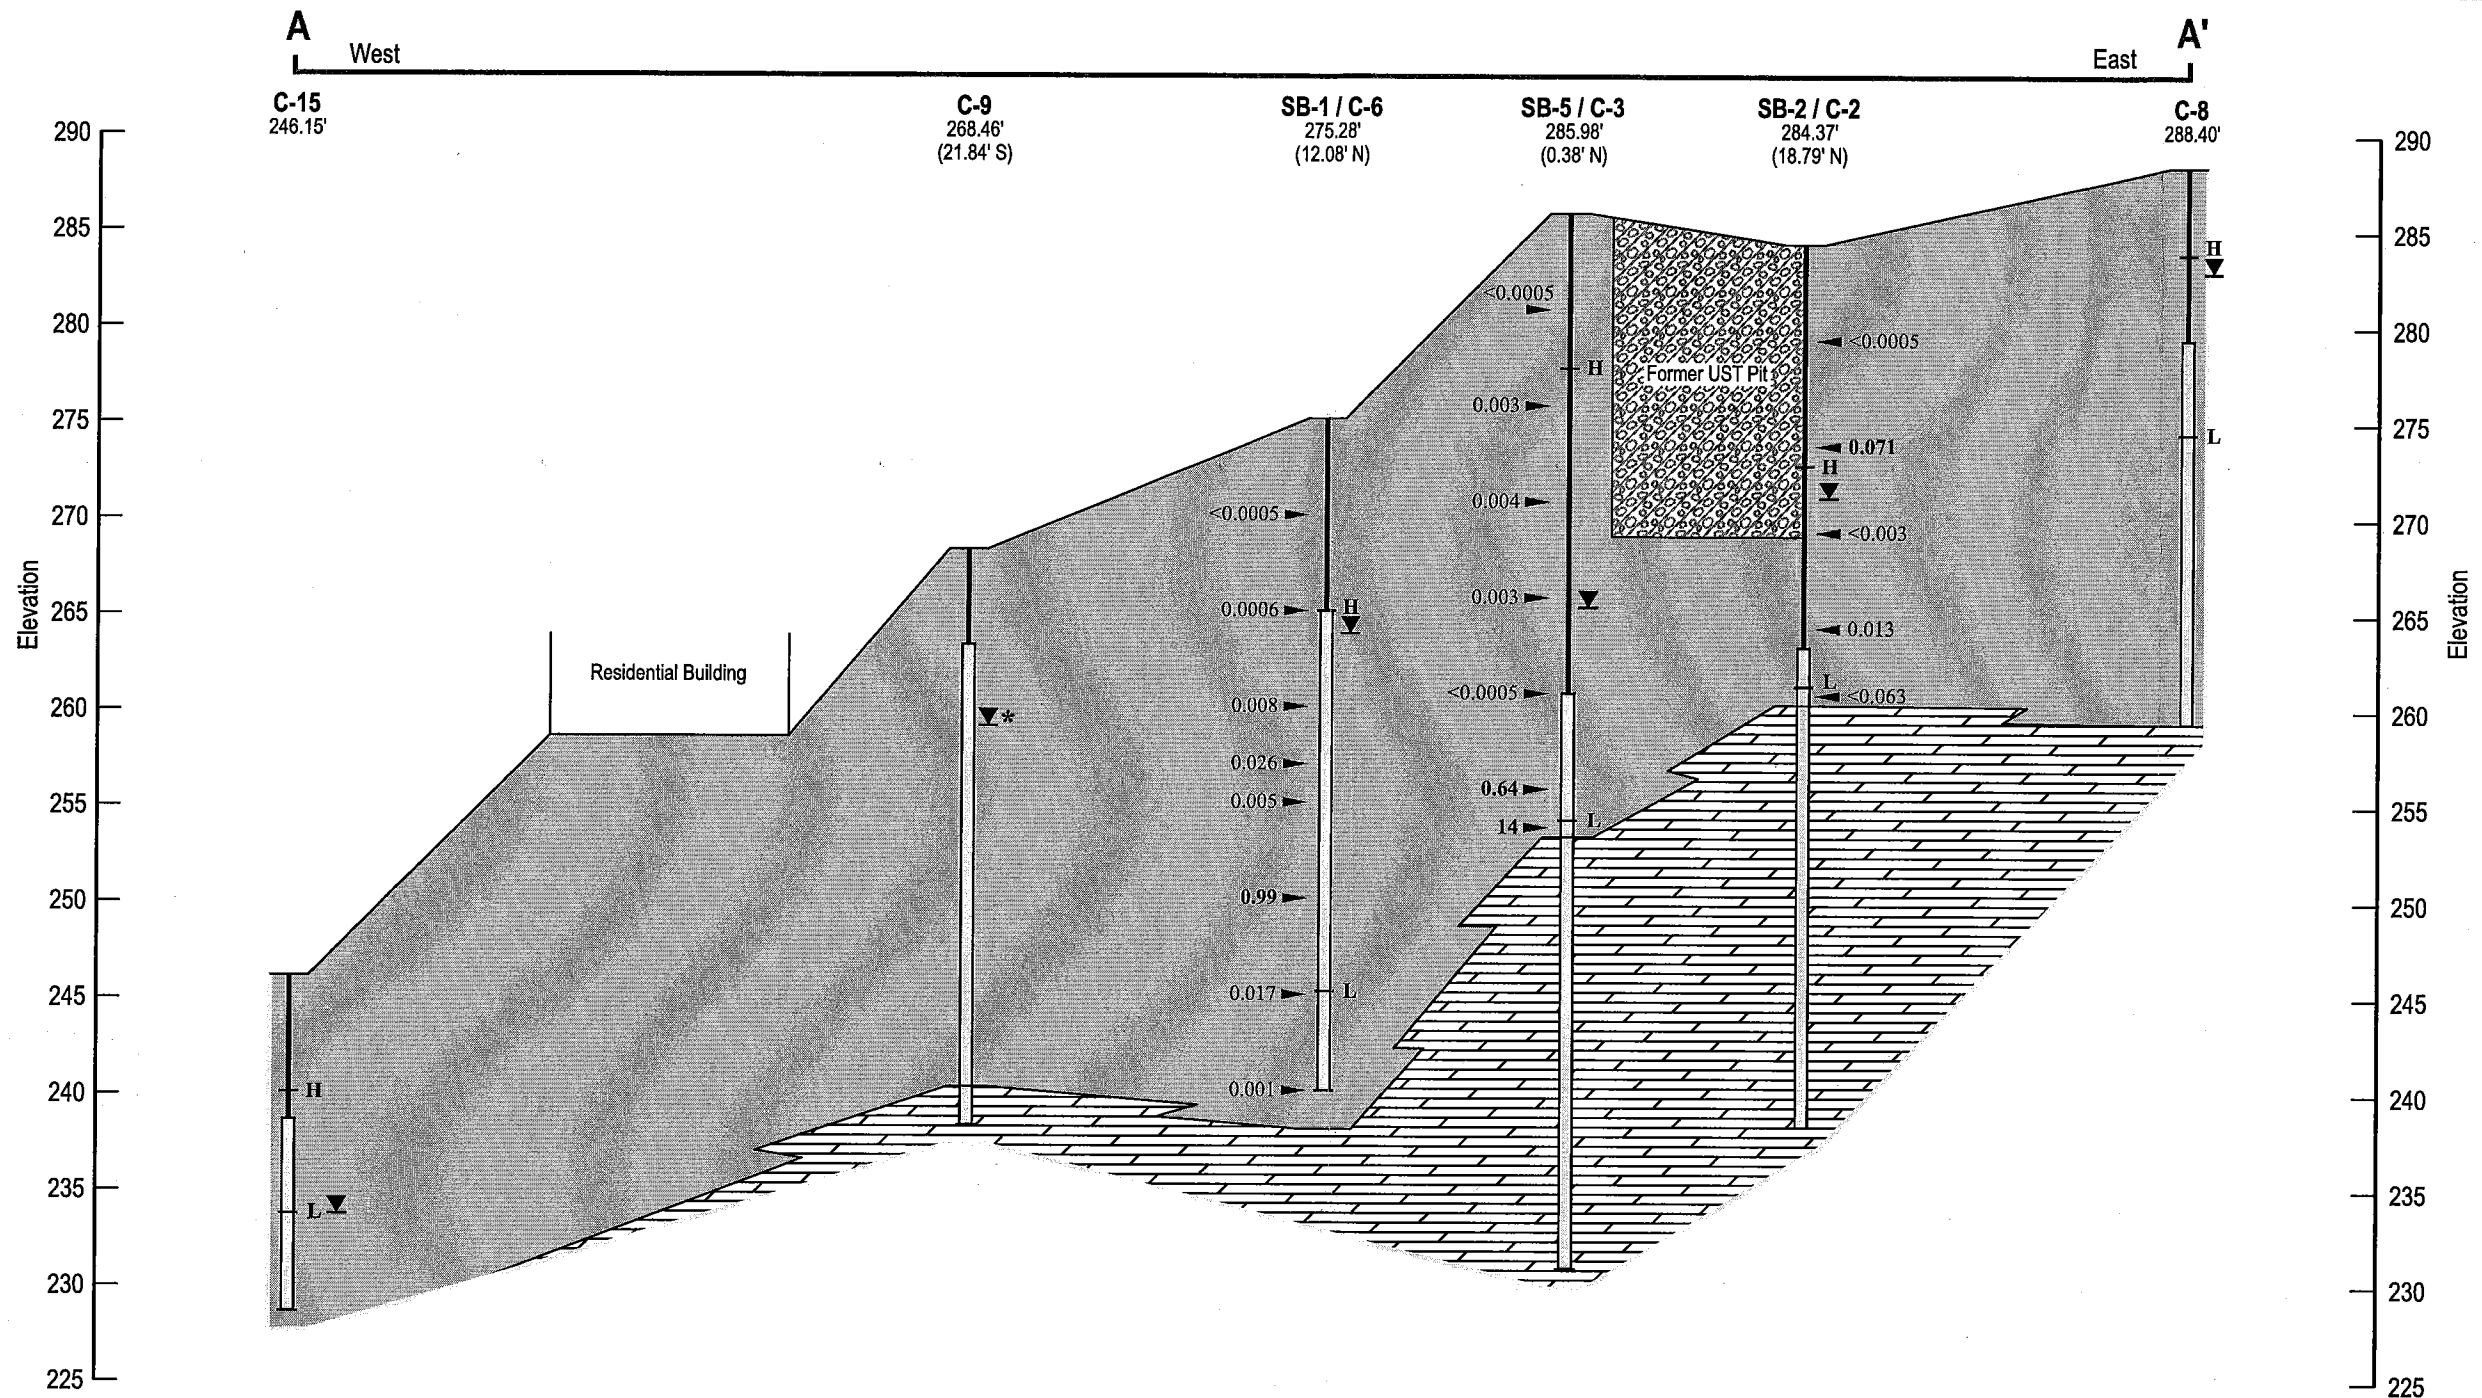 A
A'
West
East
C-15
246.15'
C-9
268.46'
(21.84' S)
SB-1 / C-6
275.28'
(12.08' N)
SB-5 / C-3
285.98'
(0.38' N)
SB-2 / C-2
284.37'
(18.79' N)
C-8
288.40'
290
285
280
275
270
265
260
255
250
245
240
235
230
225
Elevation
H
L
Residential Building
*
<0.0005
0.0006
H
0.008
0.026
0.005
0.99
0.017
L
0.001
<0.0005
H
0.003
0.004
0.003
<0.0005
0.64
14
L
Former UST Pit
<0.0005
0.071
H
<0.003
0.013
L
<0.063
H
L
290
285
280
275
270
265
260
255
250
245
240
235
230
225
Elevation